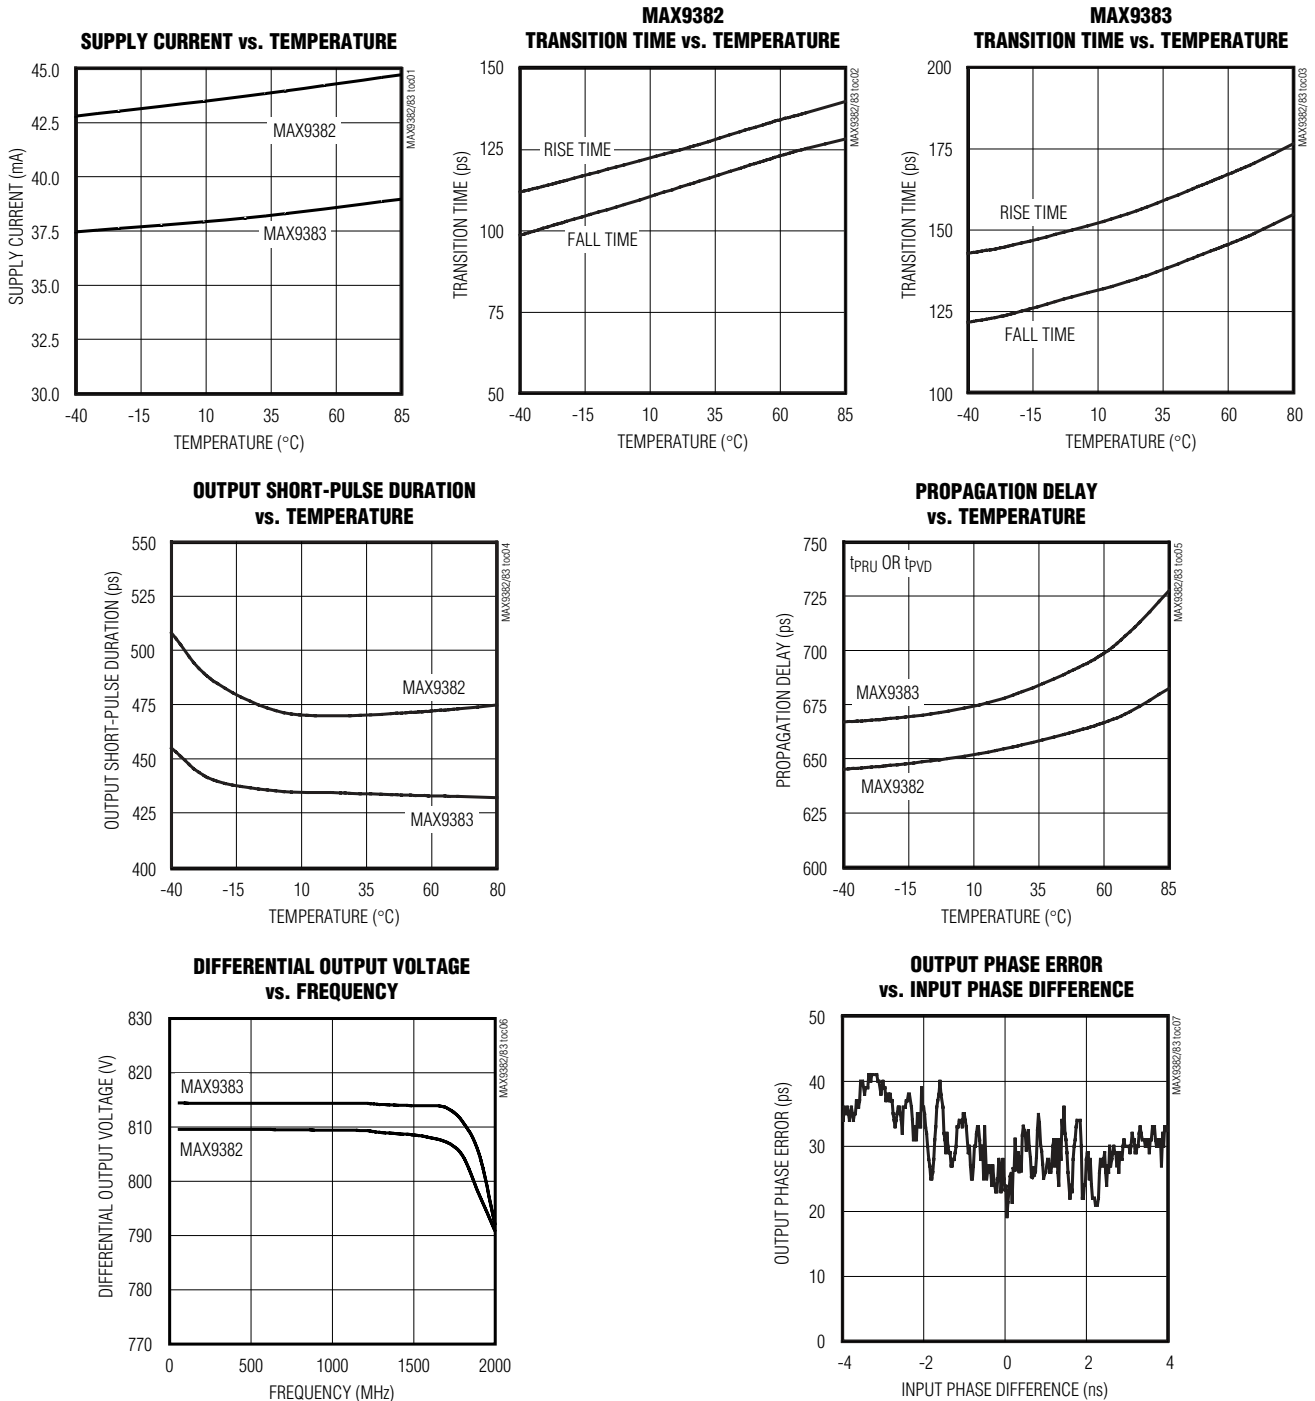 SUPPLY CURRENT vs. TEMPERATURE
45.0
42.5
40.0
37.5
35.0
32.5
30.0
SUPPLY CURRENT (mA)
MAX9382
MAX9383
-40 -15 10 35 60 85
TEMPERATURE (°C)
MAX9382/83 toc01
MAX9382
TRANSITION TIME vs. TEMPERATURE
150
125
100
75
50
TRANSITION TIME (ps)
RISE TIME
FALL TIME
-40 -15 10 35 60 85
TEMPERATURE (°C)
MAX9382/83 toc02
MAX9383
TRANSITION TIME vs. TEMPERATURE
200
175
150
125
100
TRANSITION TIME (ps)
RISE TIME
FALL TIME
-40 -15 10 35 60 80
TEMPERATURE (°C)
MAX9382/83 toc03
OUTPUT SHORT-PULSE DURATION
vs. TEMPERATURE
550
525
500
475
450
425
400
OUTPUT SHORT-PULSE DURATION (ps)
MAX9382
MAX9383
-40 -15 10 35 60 80
TEMPERATURE (°C)
MAX9382/83 toc04
PROPAGATION DELAY
vs. TEMPERATURE
750
725
700
675
650
625
600
PROPAGATION DELAY (ps)
tPRU OR tPVD
MAX9383
MAX9382
-40 -15 10 35 60 85
TEMPERATURE (°C)
MAX9382/83 toc05
DIFFERENTIAL OUTPUT VOLTAGE
vs. FREQUENCY
830
820
810
800
790
780
770
DIFFERENTIAL OUTPUT VOLTAGE (V)
MAX9383
MAX9382
0 500 1000 1500 2000
FREQUENCY (MHz)
MAX9382/83 toc06
OUTPUT PHASE ERROR
vs. INPUT PHASE DIFFERENCE
50
40
30
20
10
0
OUTPUT PHASE ERROR (ps)
-4 -2 0 2 4
INPUT PHASE DIFFERENCE (ns)
MAX9382/83 toc07